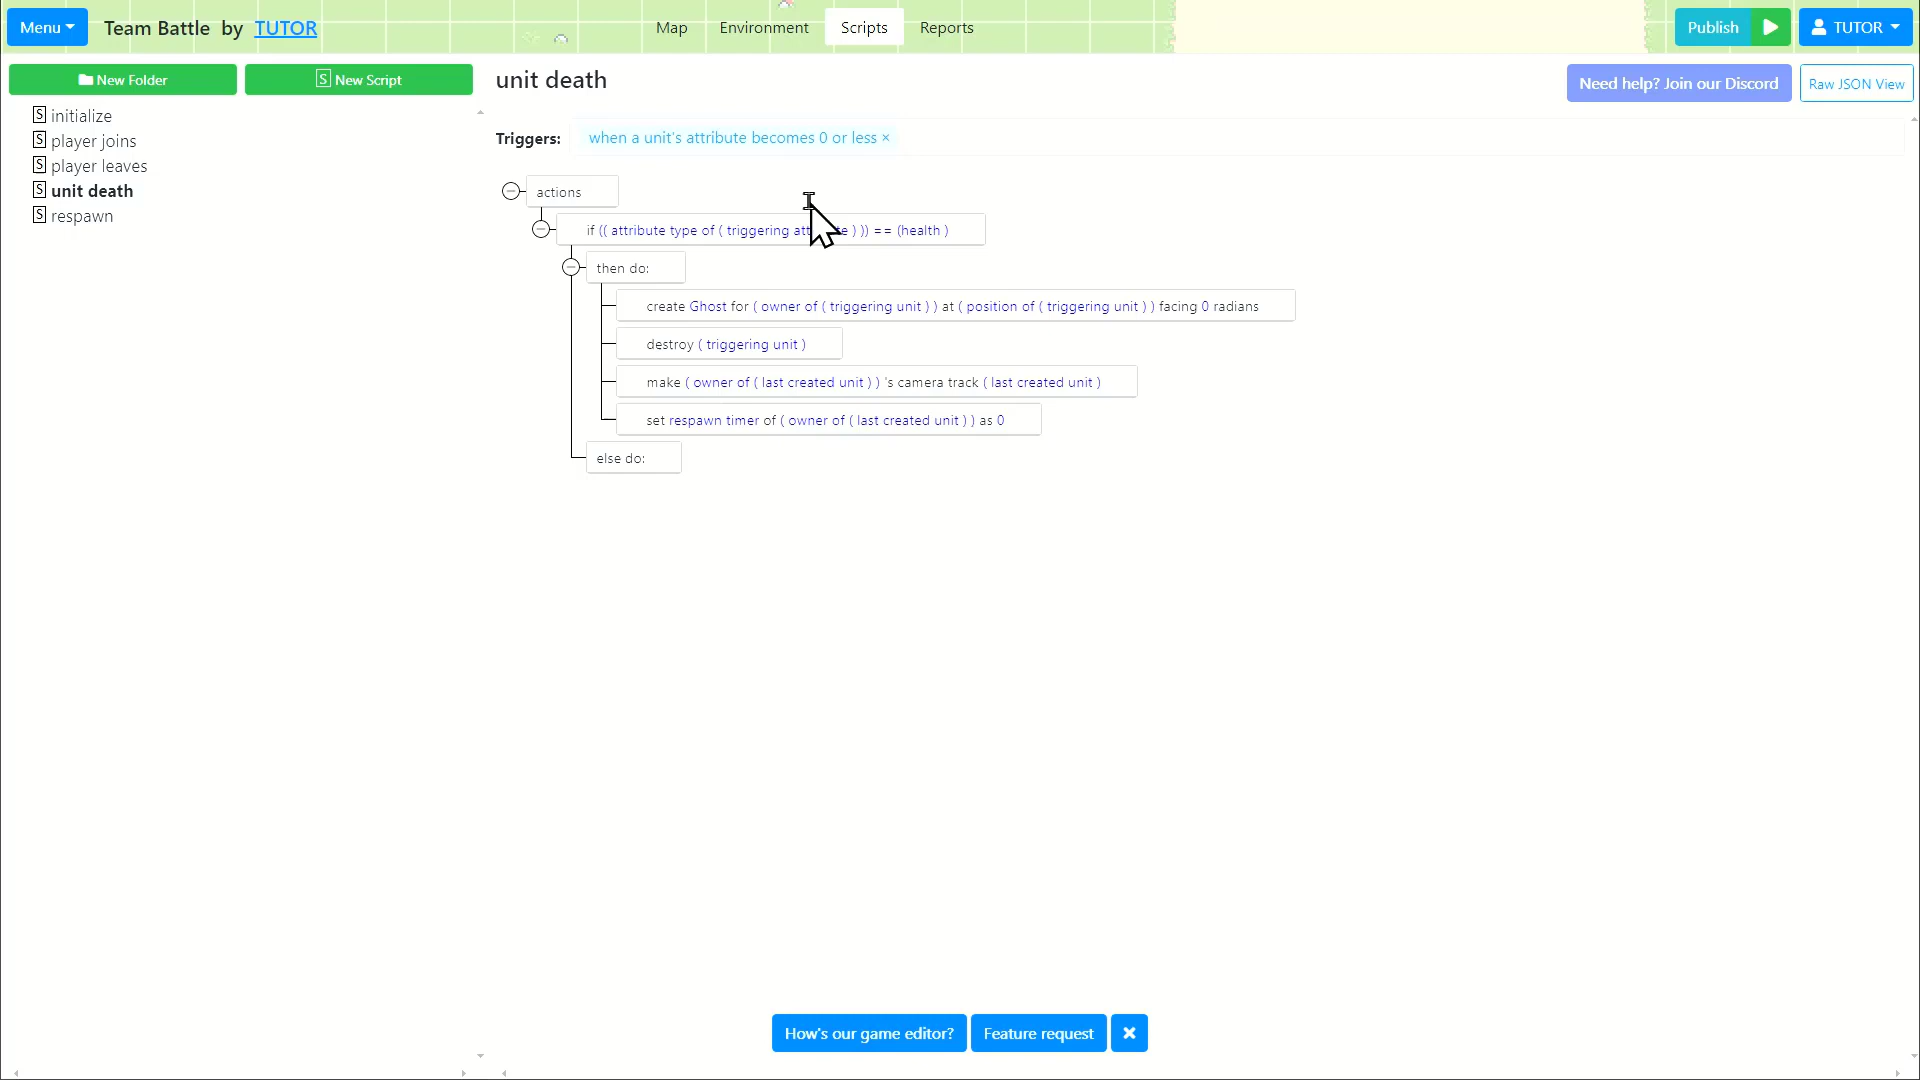 Menu
Team Battle by TUTOR
Map
Environment
Scripts
Reports
Publish
TUTOR
New Folder
S New Script
unit death
Need help? Join our Discord
Raw JSON View
S initialize
S player joins
S player leaves
S unit death
S respawn
Triggers: when a unit's attribute becomes 0 or less ×
actions
if (( attribute type of ( triggering ) )) == (health )
then do:
create Ghost for ( owner of ( triggering unit ) ) at ( position of ( triggering unit ) ) facing 0 radians
destroy ( triggering unit )
make ( owner of ( last created unit ) ) 's camera track ( last created unit )
set respawn timer of ( owner of ( last created unit ) ) as 0
else do:
How's our game editor?
Feature request
×